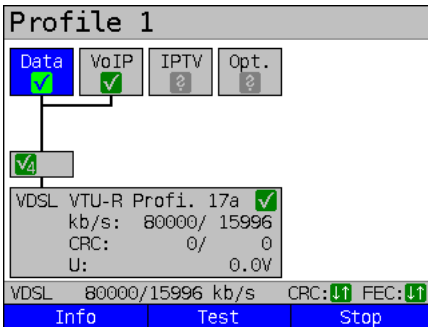 Profile 1
Data VoIP IPTV Opt.
? ?
4
VDSL VTU-R Profi. 17a
kb/s: 80000/ 15996
CRC: 0/ 0
U: 0.0V
VDSL 80000/15996 kb/s CRC: FEC:
Info Test Stop